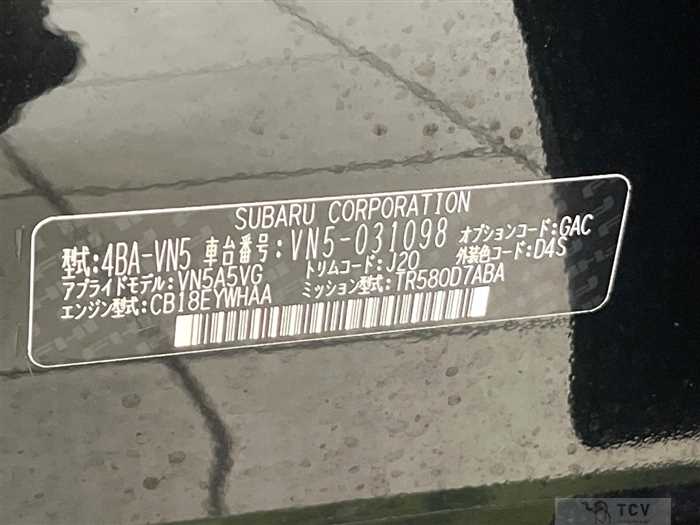 SUBARU CORPORATION
型式:4BA-VN5 車台番号:VN5-031098 オプションコード:GAC
アプライドモデル:VN5A5VG トリムコード:J20 外装色コード:D4S
エンジン型式:CB18EYWHAA ミッション型式:TR580D7ABA
TCV